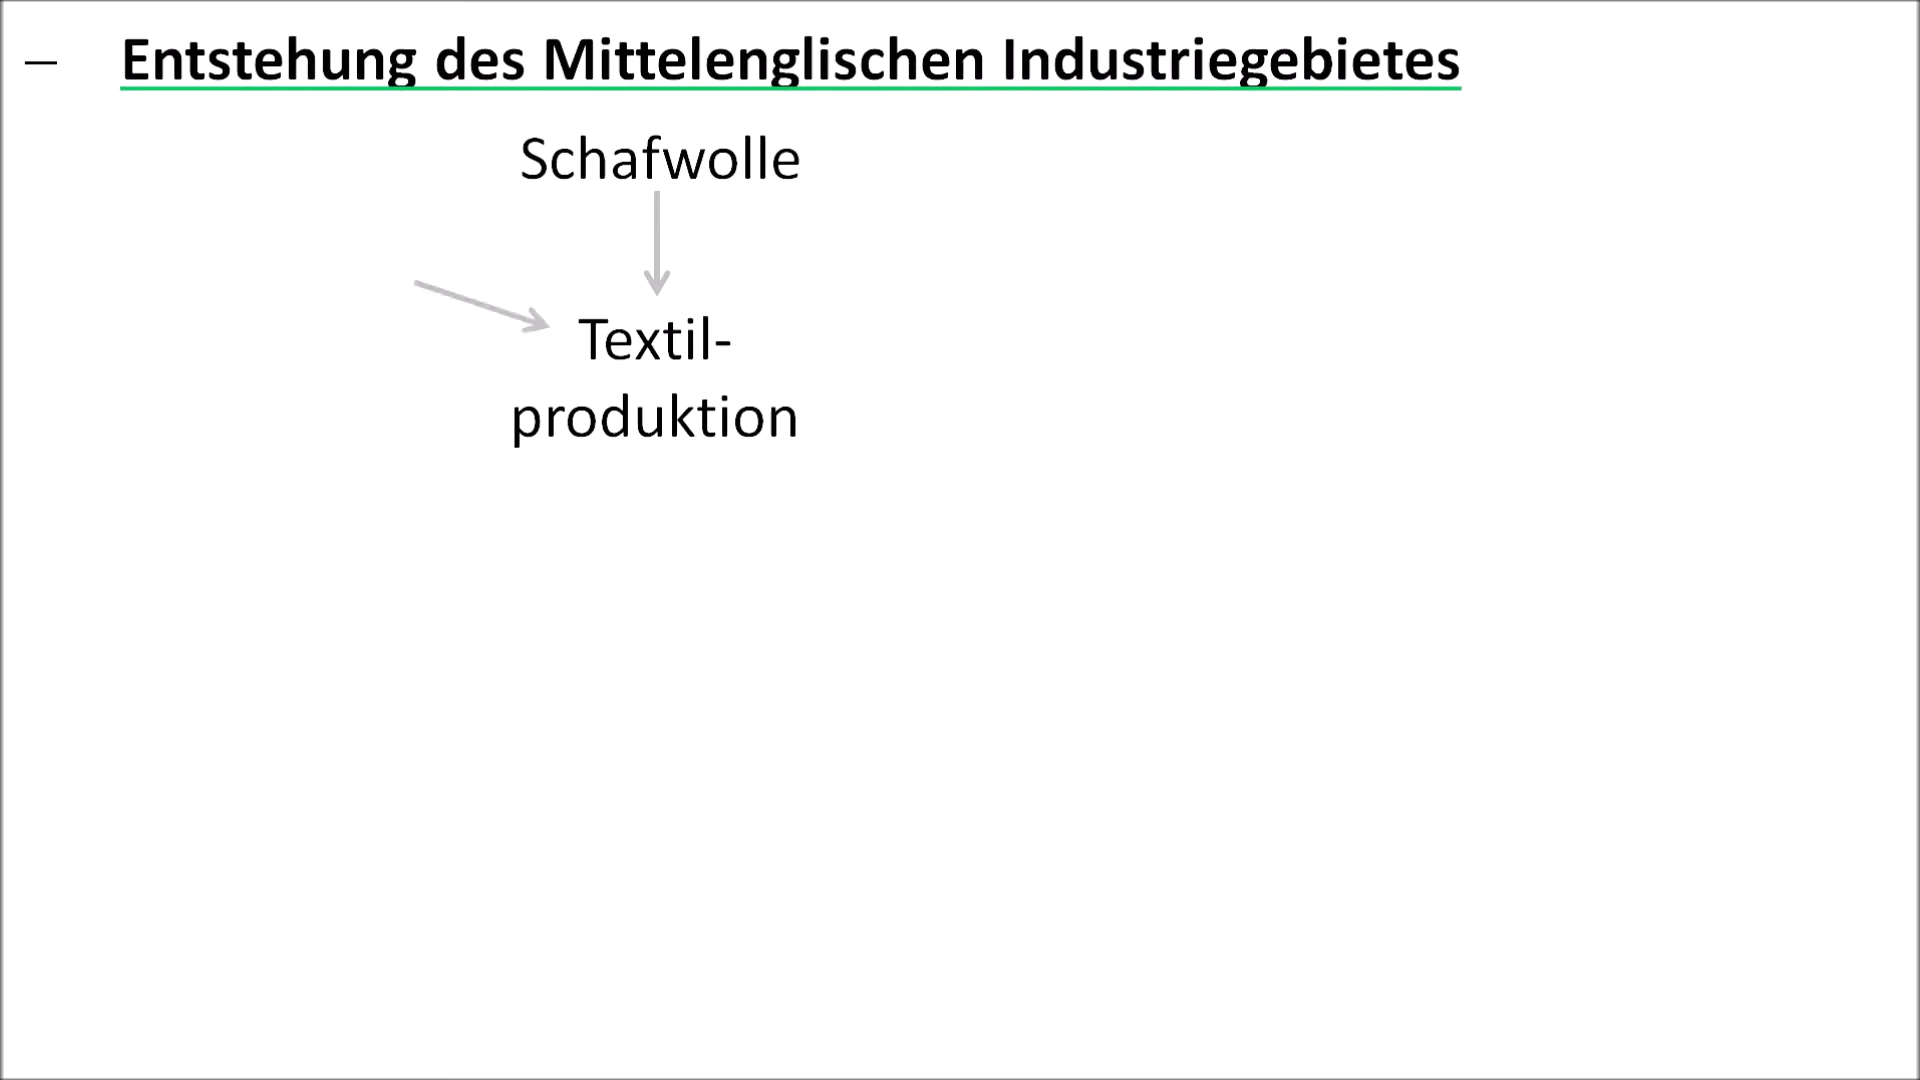 – Entstehung des Mittelenglischen Industriegebietes
Schafwolle
Textil-
produktion